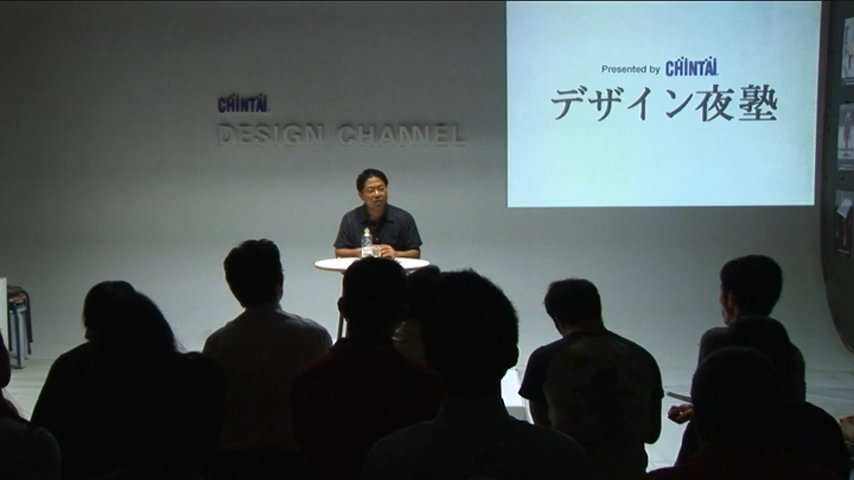 CHINTAI
DESIGN CHANNEL
Presented by CHINTAI
デザイン夜塾